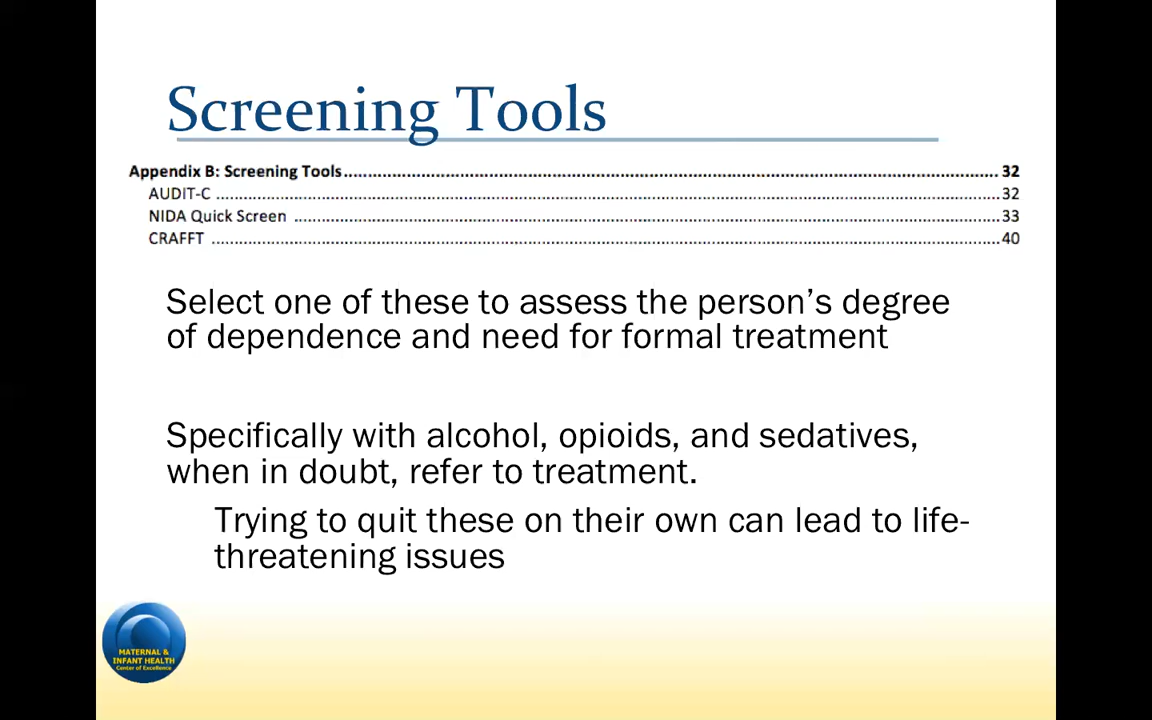 Screening Tools
Appendix B: Screening Tools........................................................................................................ 32
AUDIT-C ........................................................................................................................ 32
NIDA Quick Screen ........................................................................................................ 33
CRAFFT ........................................................................................................................ 40
Select one of these to assess the person’s degree
of dependence and need for formal treatment
Specifically with alcohol, opioids, and sedatives,
when in doubt, refer to treatment.
Trying to quit these on their own can lead to life-
threatening issues
MATERNAL &
INFANT HEALTH
Center of Excellence